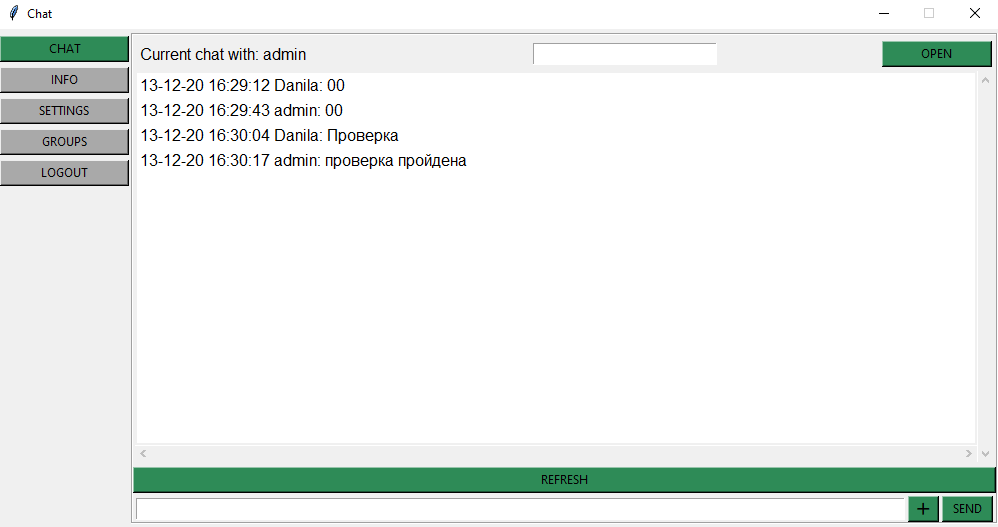 Chat
CHAT
INFO
SETTINGS
GROUPS
LOGOUT
Current chat with: admin
OPEN
13-12-20 16:29:12 Danila: 00
13-12-20 16:29:43 admin: 00
13-12-20 16:30:04 Danila: Проверка
13-12-20 16:30:17 admin: проверка пройдена
REFRESH
+
SEND